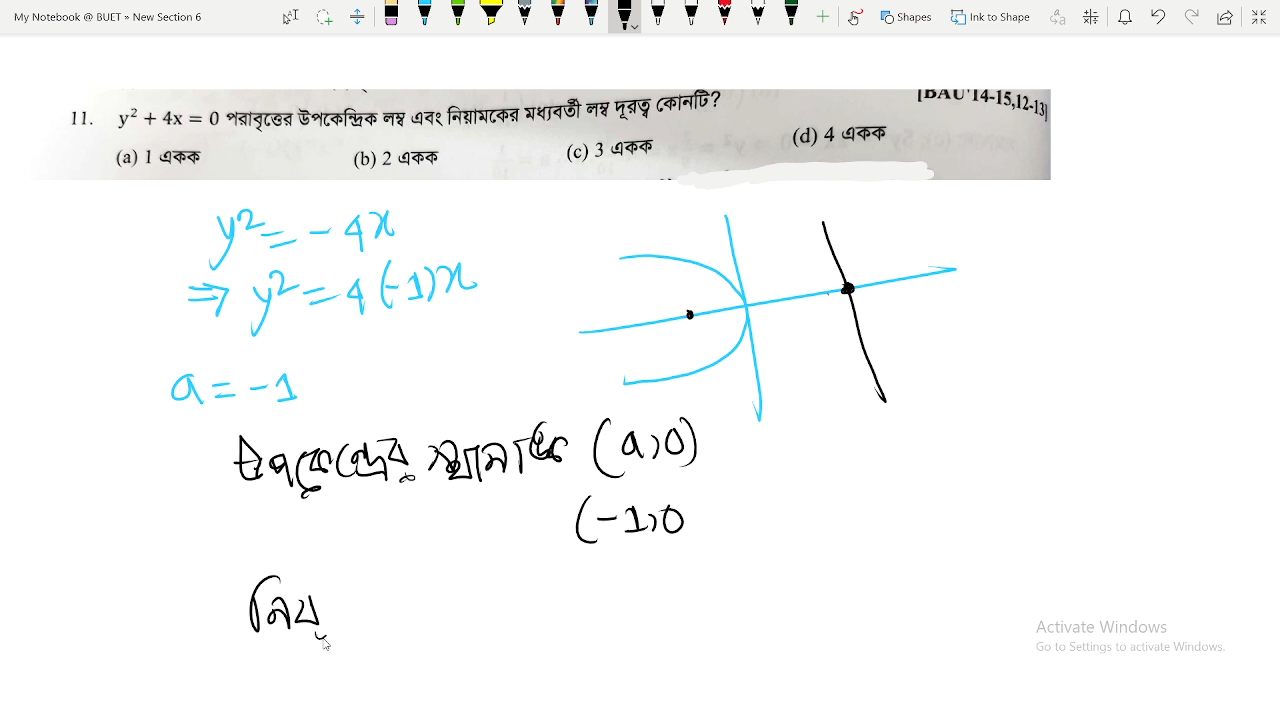 My Notebook @ BUET » New Section 6
Shapes
Ink to Shape
11. y² + 4x = 0 পরাবৃত্তের উপকেন্দ্রিক লম্ব এবং নিয়ামকের মধ্যবর্তী লম্ব দূরত্ব কোনটি?
[BAU'14-15,12-13]
(a) 1 একক (b) 2 একক (c) 3 একক (d) 4 একক
y² = - 4x
⇒ y² = 4 (-1) x
a = -1
উপকেন্দ্রের স্থানাঙ্ক (a, 0)
(-1, 0
নিয
Activate Windows
Go to Settings to activate Windows.